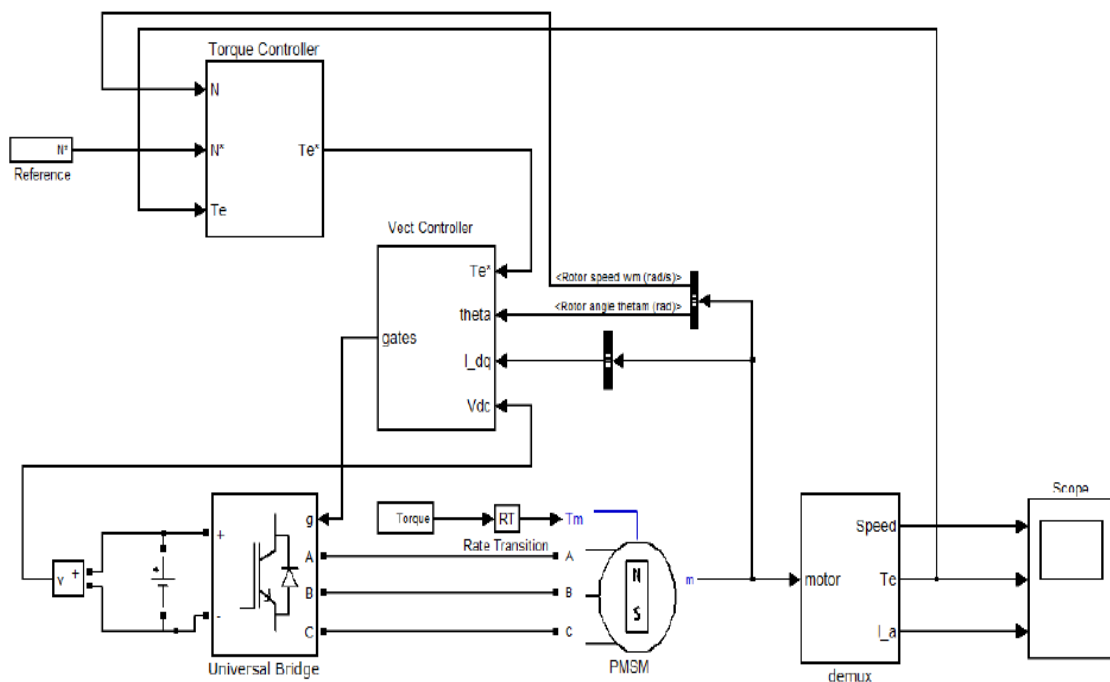 Torque Controller
N
N*
Te*
Te
N*
Reference
Vect Controller
Te*
<Rotor speed wm (rad/s)>
<Rotor angle thetam (rad)>
theta
gates
I_dq
Vdc
Scope
g
Torque
RT
Tm
Speed
+
Rate Transition
A
A
v
+
+
N
m
motor
Te
B
B
S
-
C
C
I_a
Universal Bridge
PMSM
demux